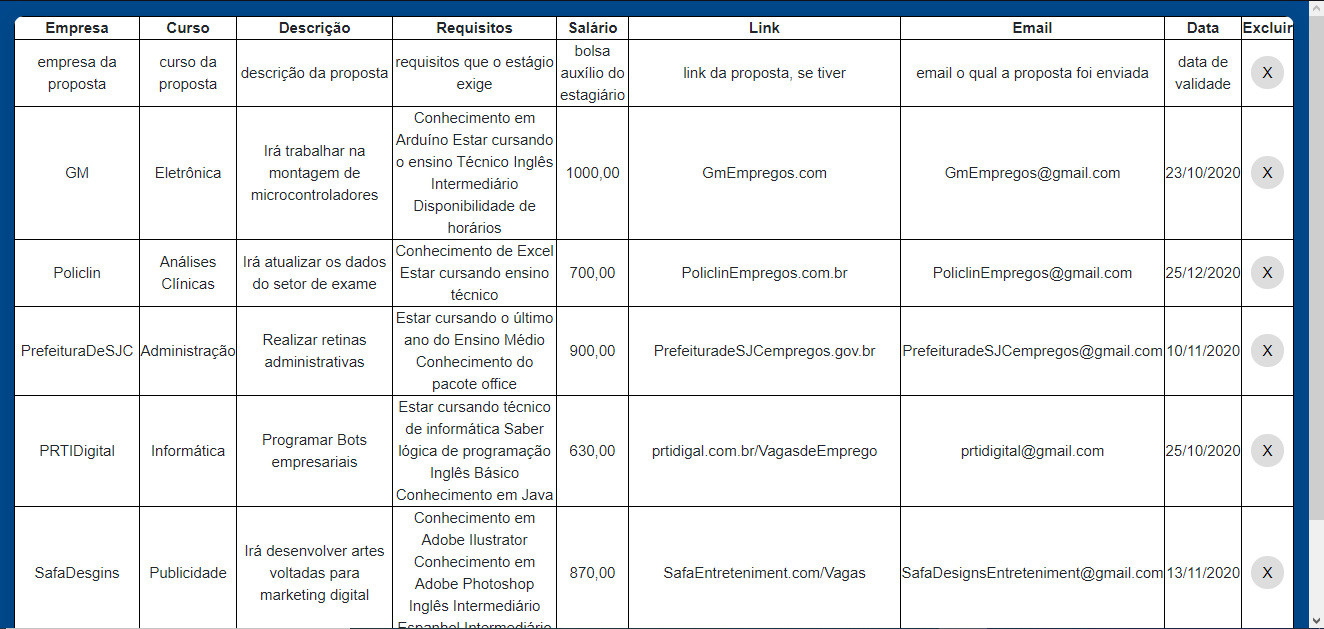 Empresa Curso Descrição Requisitos Salário Link Email Data Excluir
empresa da
proposta
curso da
proposta
descrição da proposta
requisitos que o estágio
exige
bolsa
auxílio do
estagiário
link da proposta, se tiver
email o qual a proposta foi enviada
data de
validade
X
GM
Eletrônica
Irá trabalhar na
montagem de
microcontroladores
Conhecimento em
Arduíno Estar cursando
o ensino Técnico Inglês
Intermediário
Disponibilidade de
horários
1000,00
GmEmpregos.com
GmEmpregos@gmail.com
23/10/2020
X
Policlin
Análises
Clínicas
Irá atualizar os dados
do setor de exame
Conhecimento de Excel
Estar cursando ensino
técnico
700,00
PoliclinEmpregos.com.br
PoliclinEmpregos@gmail.com
25/12/2020
X
PrefeituraDeSJC
Administração
Realizar retinas
administrativas
Estar cursando o último
ano do Ensino Médio
Conhecimento do
pacote office
900,00
PrefeituradeSJCempregos.gov.br
PrefeituradeSJCempregos@gmail.com
10/11/2020
X
PRTIDigital
Informática
Programar Bots
empresariais
Estar cursando técnico
de informática Saber
lógica de programação
Inglês Básico
Conhecimento em Java
630,00
prtidigal.com.br/VagasdeEmprego
prtidigital@gmail.com
25/10/2020
X
SafaDesgins
Publicidade
Irá desenvolver artes
voltadas para
marketing digital
Conhecimento em
Adobe Ilustrator
Conhecimento em
Adobe Photoshop
Inglês Intermediário
Espanhol Intermediário
870,00
SafaEntreteniment.com/Vagas
SafaDesignsEntreteniment@gmail.com
13/11/2020
X